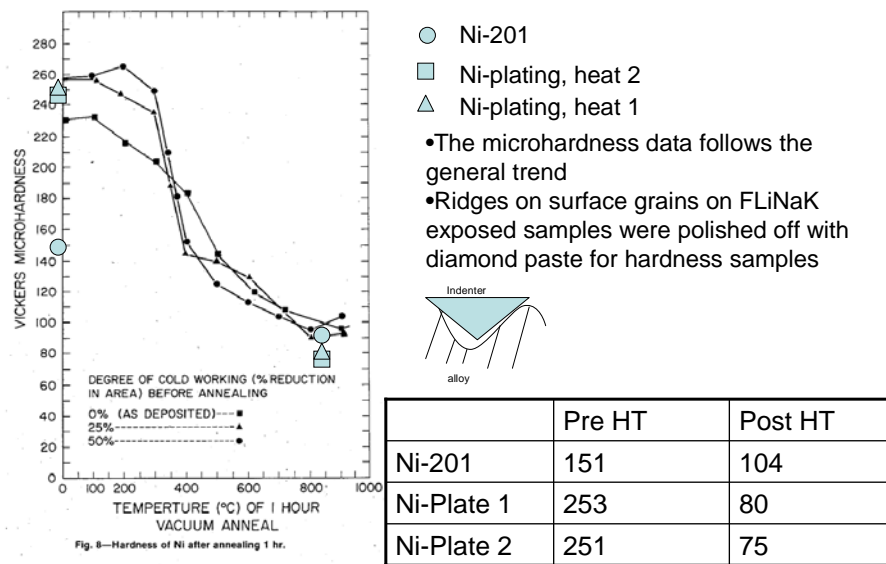 280
260
240
220
200
180
160
140
120
100
80
60
40
20
0
VICKERS MICROHARDNESS
DEGREE OF COLD WORKING (% REDUCTION
IN AREA) BEFORE ANNEALING
0% (AS DEPOSITED)
25%
50%
0 100 200 400 600 800 1000
TEMPERTURE (°C) OF 1 HOUR
VACUUM ANNEAL
Fig. 8—Hardness of Ni after annealing 1 hr.
Ni-201
Ni-plating, heat 2
Ni-plating, heat 1
•The microhardness data follows the
general trend
•Ridges on surface grains on FLiNaK
exposed samples were polished off with
diamond paste for hardness samples
Indenter
alloy
Pre HT Post HT
Ni-201 151 104
Ni-Plate 1 253 80
Ni-Plate 2 251 75